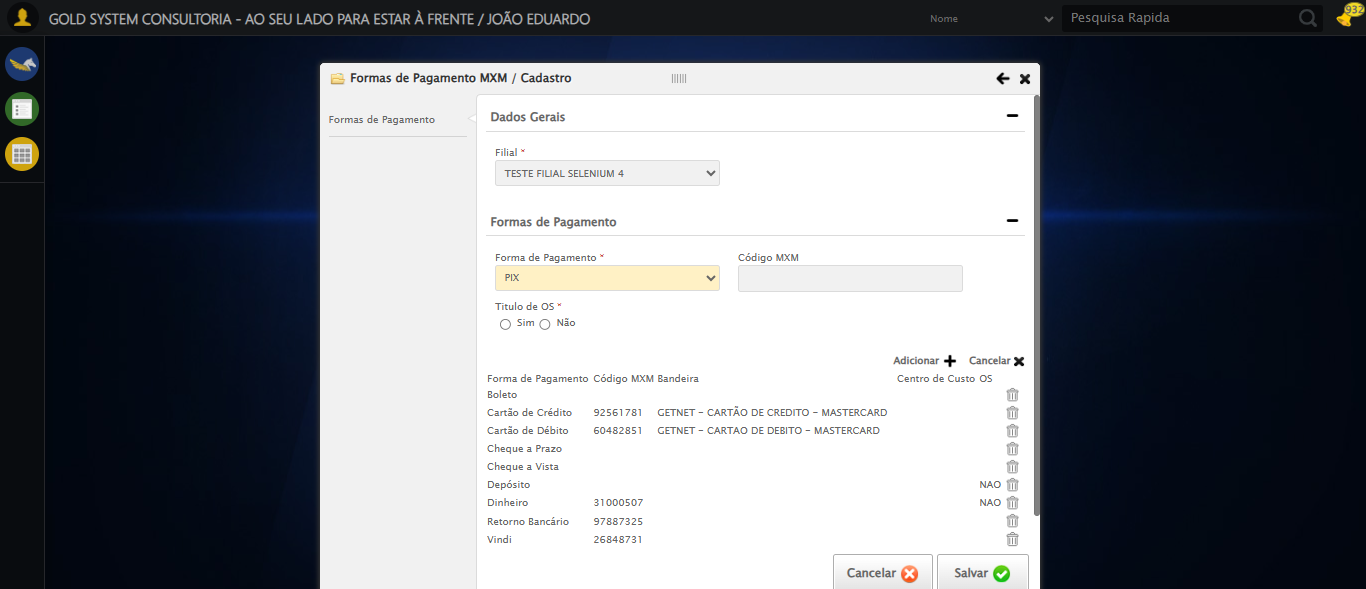 GOLD SYSTEM CONSULTORIA - AO SEU LADO PARA ESTAR À FRENTE / JOÃO EDUARDO
Nome
Pesquisa Rapida
932
Formas de Pagamento MXM / Cadastro
Formas de Pagamento
Dados Gerais
Filial *
TESTE FILIAL SELENIUM 4
Formas de Pagamento
Forma de Pagamento * Código MXM
PIX
Titulo de OS *
Sim Não
Adicionar Cancelar
Forma de Pagamento Código MXM Bandeira Centro de Custo OS
Boleto
Cartão de Crédito 92561781 GETNET - CARTÃO DE CREDITO - MASTERCARD
Cartão de Débito 60482851 GETNET - CARTAO DE DEBITO - MASTERCARD
Cheque a Prazo
Cheque a Vista
Depósito NAO
Dinheiro 31000507 NAO
Retorno Bancário 97887325
Vindi 26848731
Cancelar Salvar